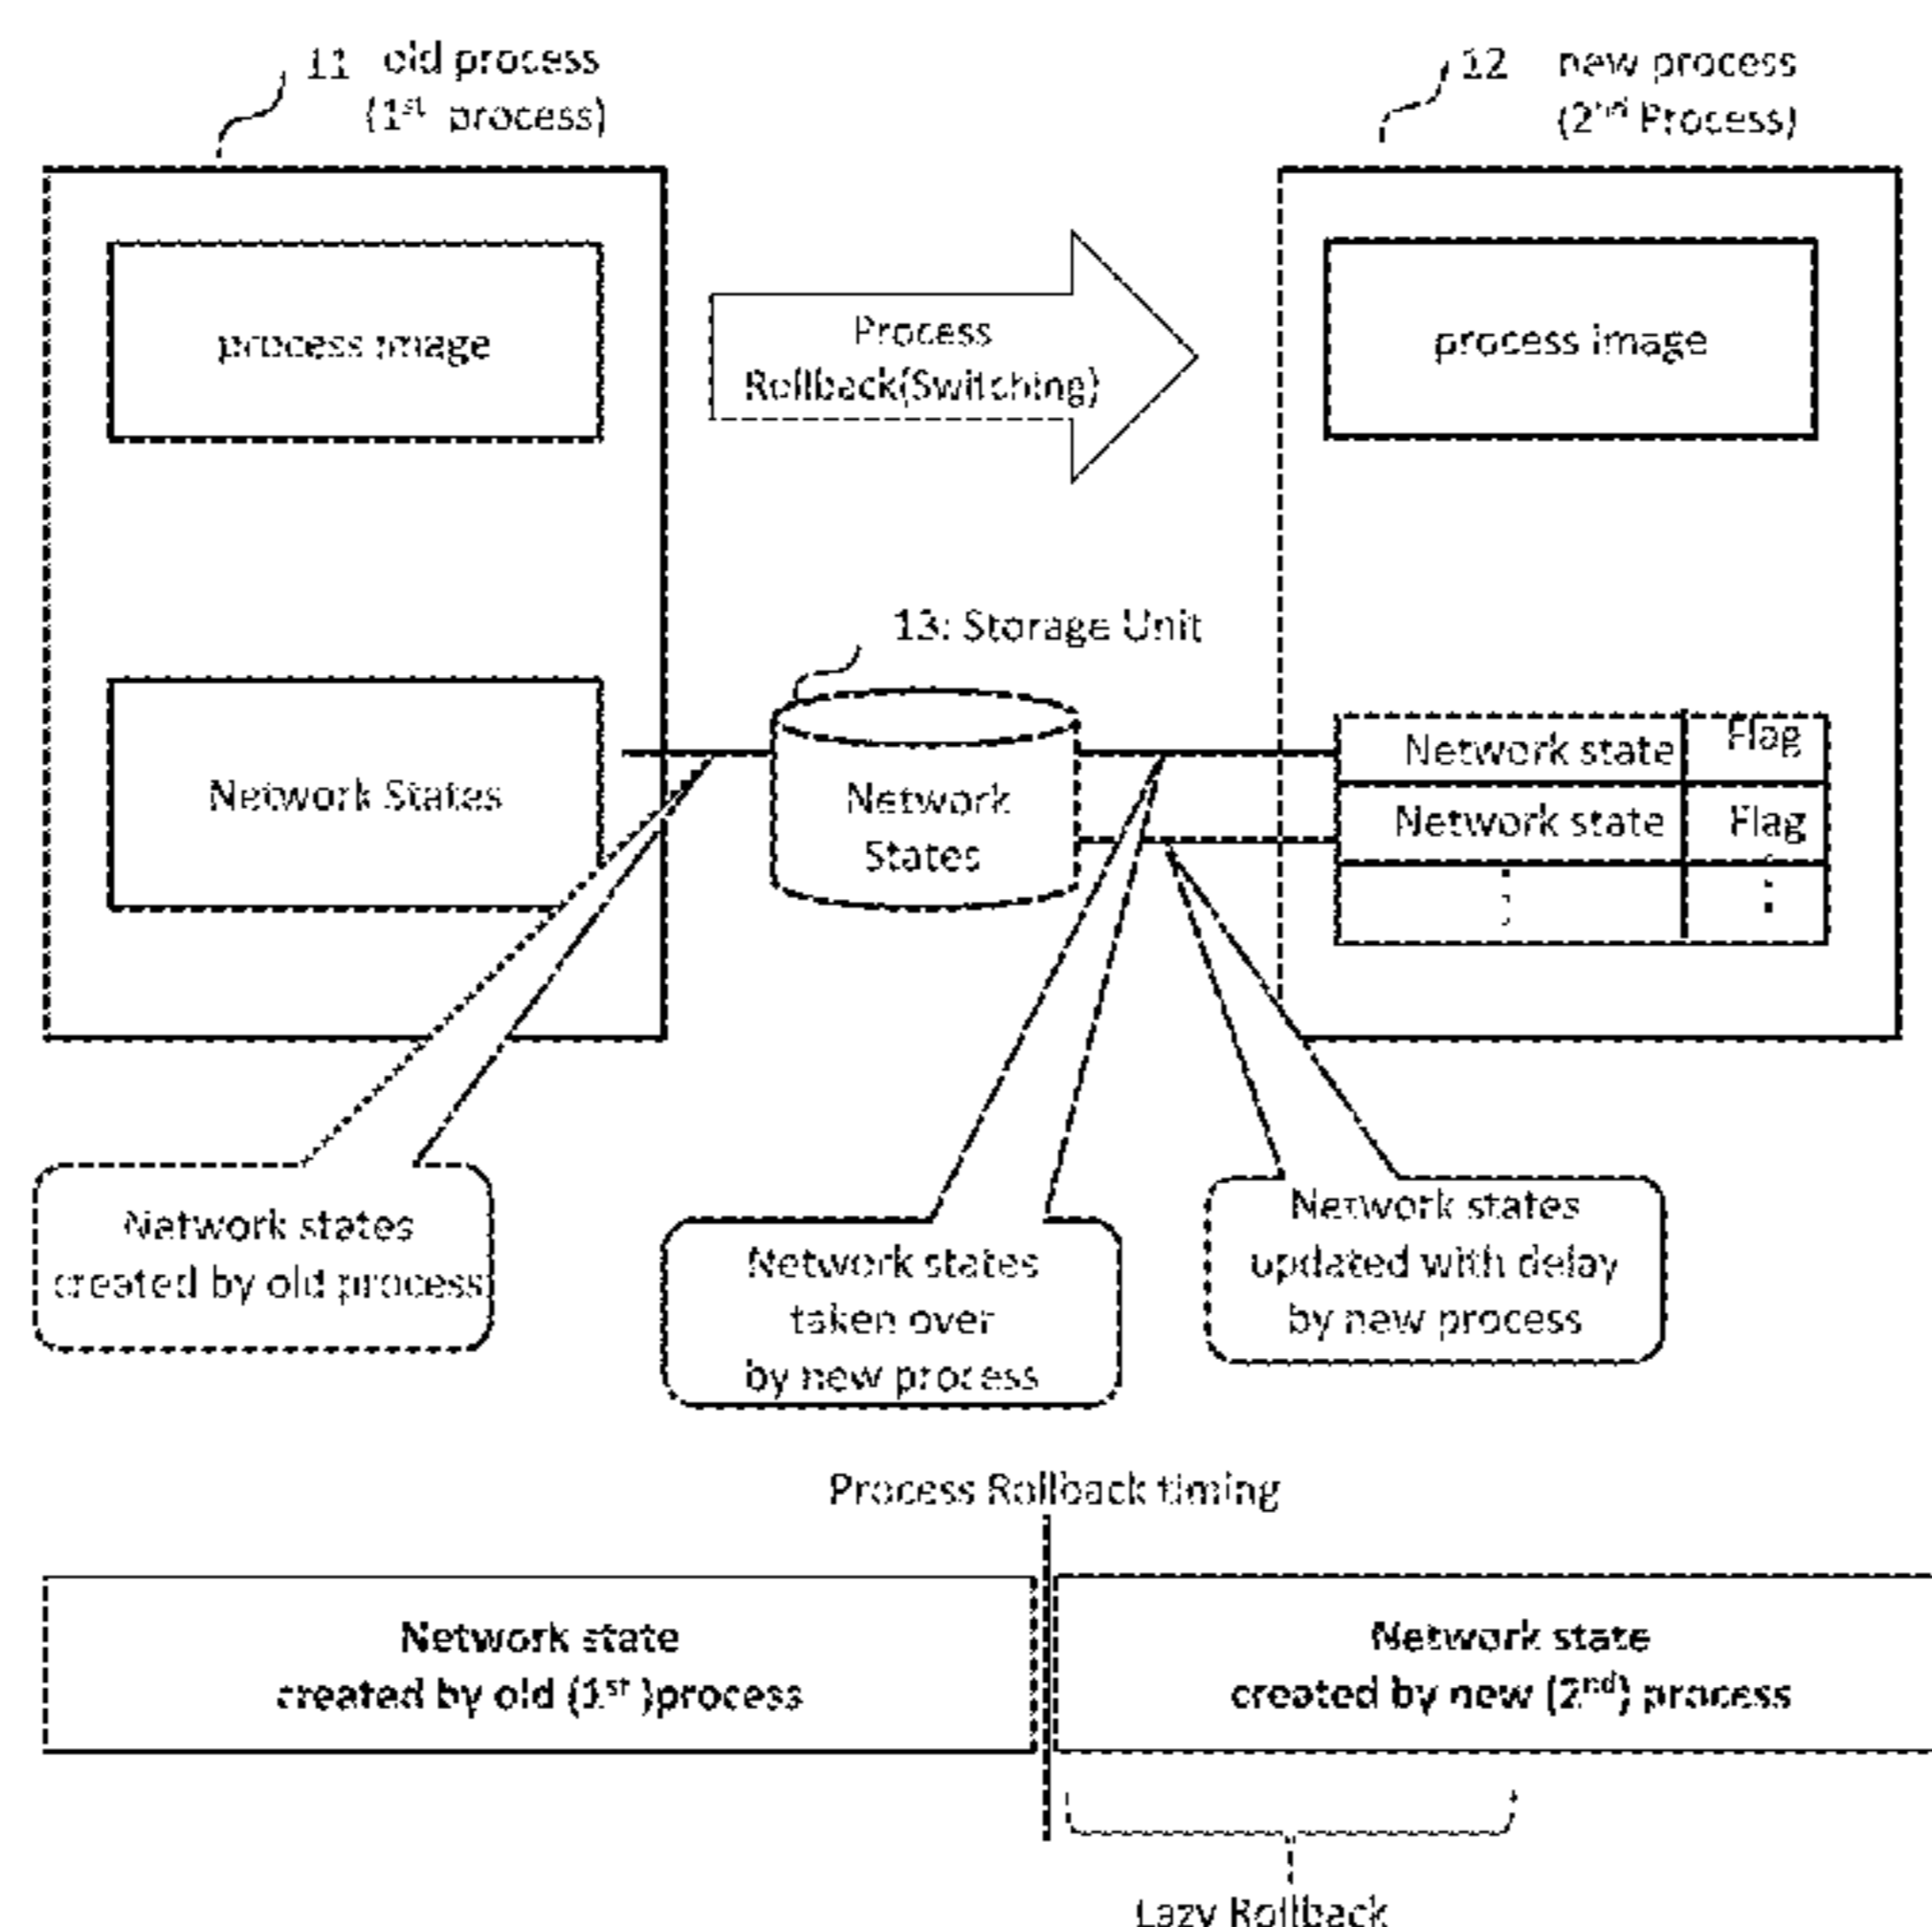 11 old process
(1st process)
12 new process
(2nd Process)
process image
Process
Rollback(Switching)
process image
13: Storage Unit
Network States
Network
States
Network state Flag
Network state Flag
⋮ ⋮
Network states
created by old process
Network states
taken over
by new process
Network states
updated with delay
by new process
Process Rollback timing
Network state
created by old (1st )process
Network state
created by new (2nd) process
Lazy Rollback